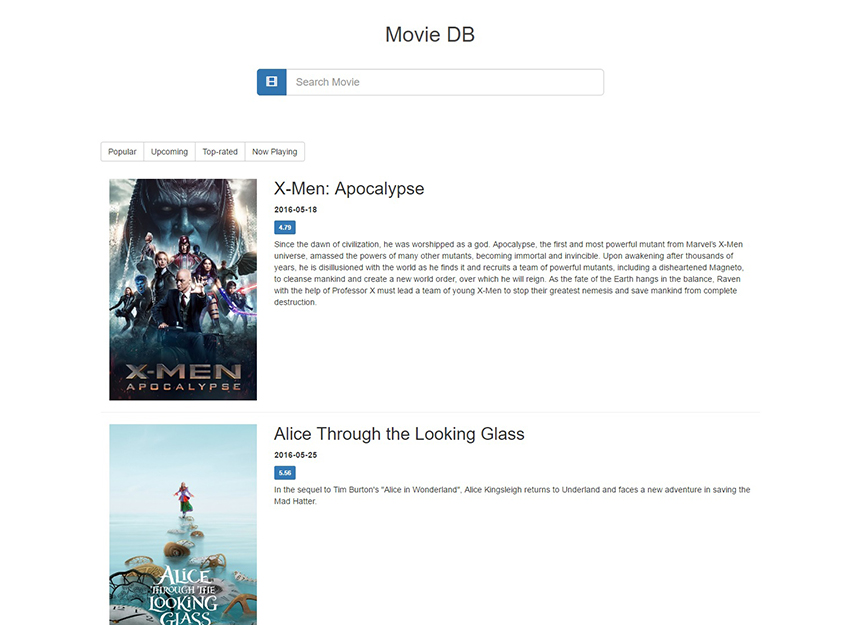 Movie DB
Search Movie
Popular Upcoming Top-rated Now Playing
X-Men: Apocalypse
2016-05-18
4.79
Since the dawn of civilization, he was worshipped as a god. Apocalypse, the first and most powerful mutant from Marvel's X-Men
universe, amassed the powers of many other mutants, becoming immortal and invincible. Upon awakening after thousands of
years, he is disillusioned with the world as he finds it and recruits a team of powerful mutants, including a disheartened Magneto,
to cleanse mankind and create a new world order, over which he will reign. As the fate of the Earth hangs in the balance, Raven
with the help of Professor X must lead a team of young X-Men to stop their greatest nemesis and save mankind from complete
destruction.
X-MEN
APOCALYPSE
Alice Through the Looking Glass
2016-05-25
5.56
In the sequel to Tim Burton's "Alice in Wonderland", Alice Kingsleigh returns to Underland and faces a new adventure in saving the
Mad Hatter.
ALICE
THROUGH THE
LOOKING
GLASS